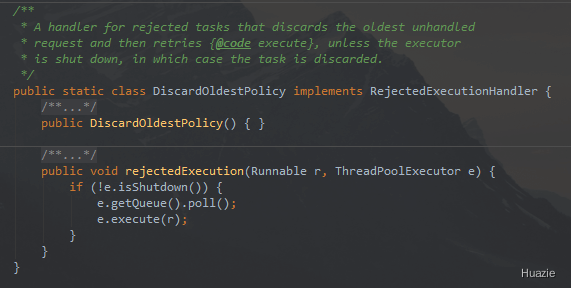 /**
 * A handler for rejected tasks that discards the oldest unhandled
 * request and then retries {@code execute}, unless the executor
 * is shut down, in which case the task is discarded.
 */
public static class DiscardOldestPolicy implements RejectedExecutionHandler {
    /**...*/
    public DiscardOldestPolicy() { }
    /**...*/
    public void rejectedExecution(Runnable r, ThreadPoolExecutor e) {
        if (!e.isShutdown()) {
            e.getQueue().poll();
            e.execute(r);
        }
    }
}
Huazie